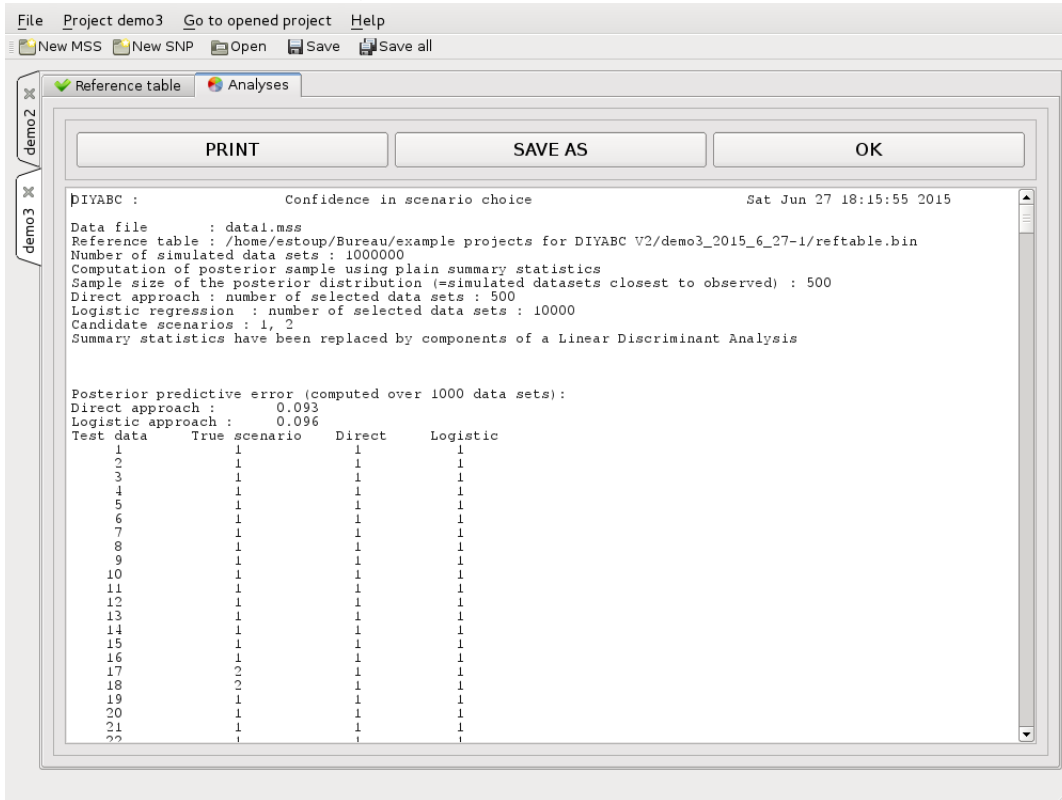 File Project demo3 Go to opened project Help
New MSS New SNP Open Save Save all
demo2
demo3
Reference table Analyses
PRINT SAVE AS OK
DIYABC : Confidence in scenario choice Sat Jun 27 18:15:55 2015
Data file : data1.mss
Reference table : /home/estoup/Bureau/example projects for DIYABC V2/demo3_2015_6_27-1/reftable.bin
Number of simulated data sets : 1000000
Computation of posterior sample using plain summary statistics
Sample size of the posterior distribution (=simulated datasets closest to observed) : 500
Direct approach : number of selected data sets : 500
Logistic regression : number of selected data sets : 10000
Candidate scenarios : 1, 2
Summary statistics have been replaced by components of a Linear Discriminant Analysis
Posterior predictive error (computed over 1000 data sets):
Direct approach : 0.093
Logistic approach : 0.096
Test data True scenario Direct Logistic
1 1 1 1
2 1 1 1
3 1 1 1
4 1 1 1
5 1 1 1
6 1 1 1
7 1 1 1
8 1 1 1
9 1 1 1
10 1 1 1
11 1 1 1
12 1 1 1
13 1 1 1
14 1 1 1
15 1 1 1
16 1 1 1
17 2 1 1
18 2 1 1
19 1 1 1
20 1 1 1
21 1 1 1
22 1 1 1